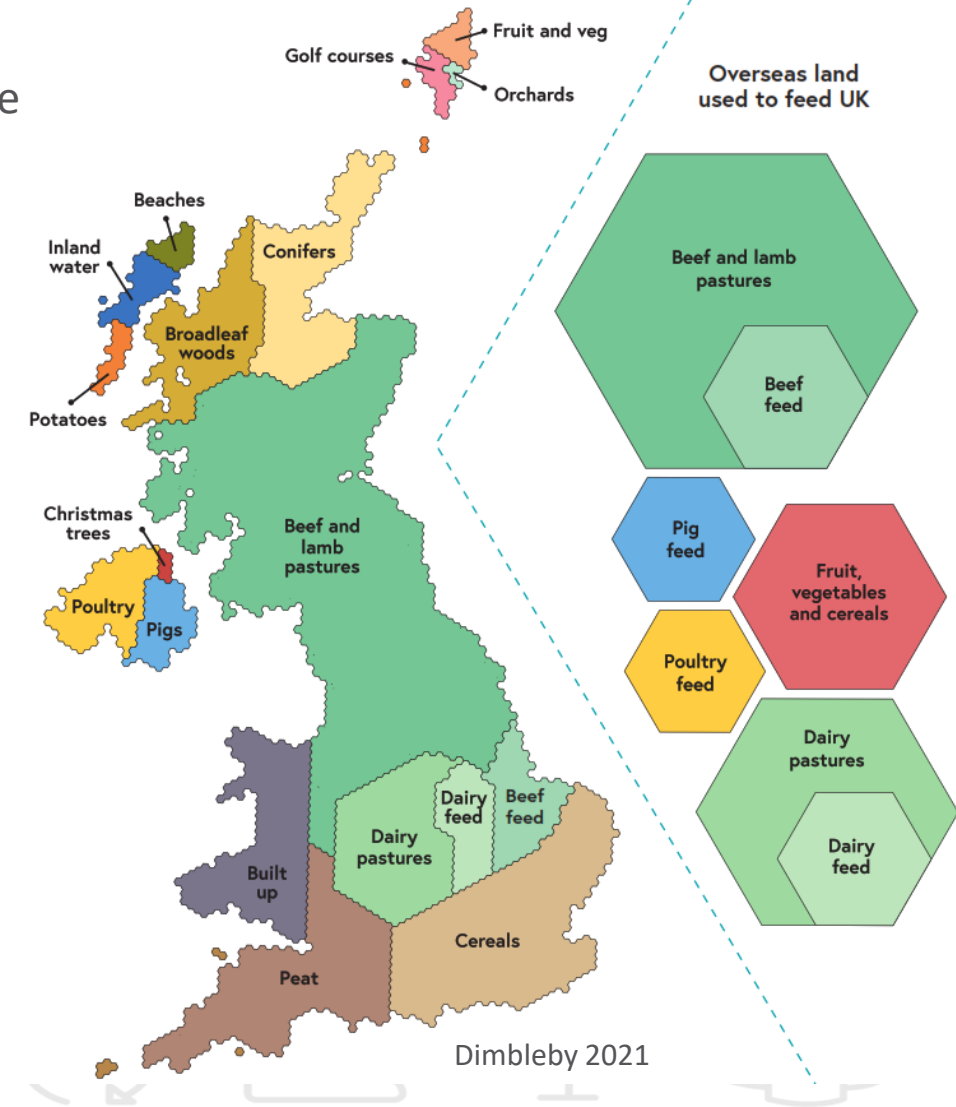 e
Fruit and veg
Golf courses
Orchards
Overseas land
used to feed UK
Beaches
Inland
water
Conifers
Broadleaf
woods
Potatoes
Beef and lamb
pastures
Beef
feed
Christmas
trees
Beef and
lamb
pastures
Pig
feed
Fruit,
vegetables
and cereals
Poultry
Pigs
Poultry
feed
Dairy
pastures
Dairy
feed
Beef
feed
Dairy
pastures
Dairy
feed
Built
up
Cereals
Peat
Dimbleby 2021